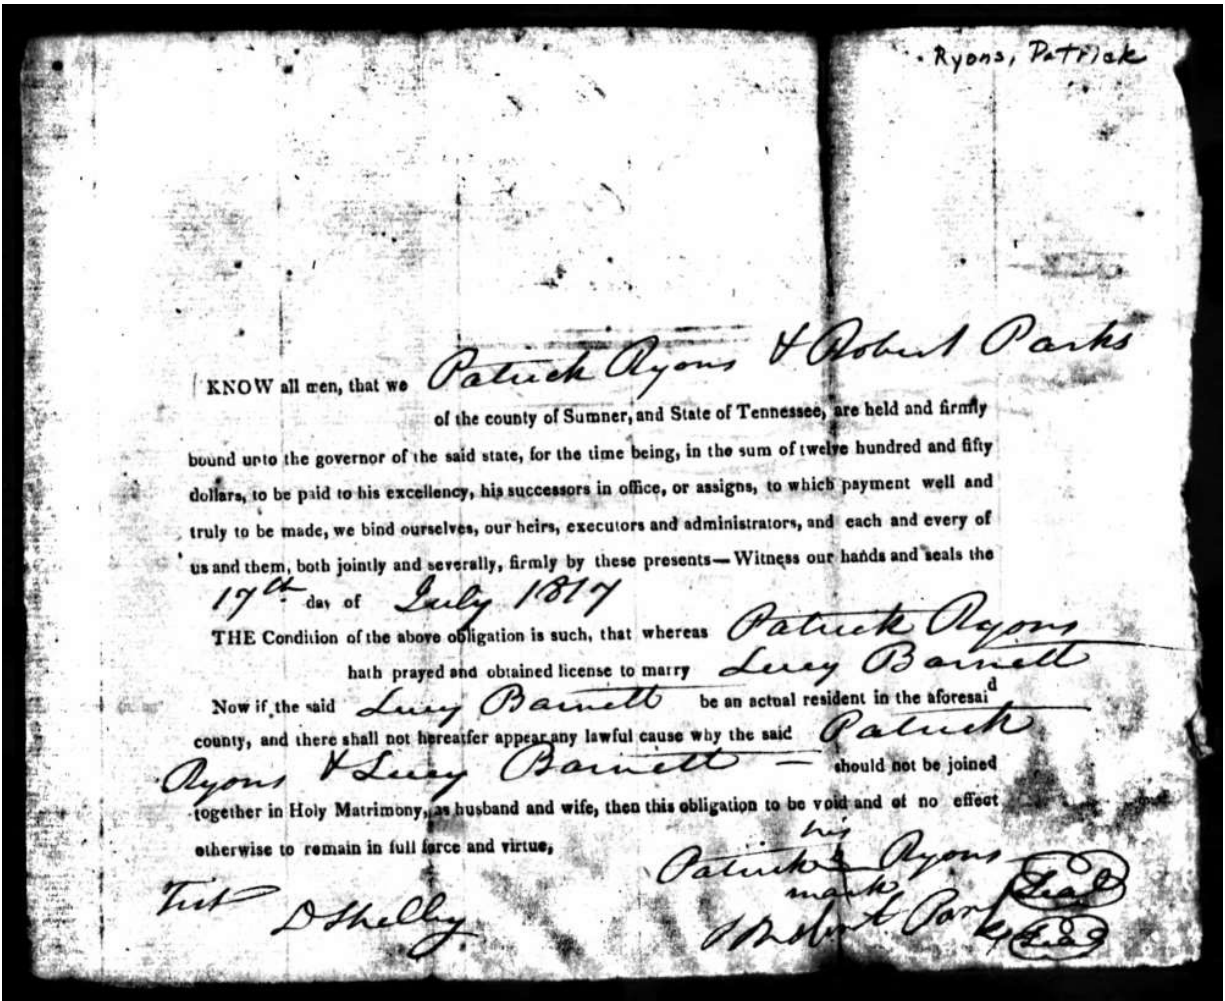 Ryons, Patrick
KNOW all men, that we Patrick Ryons & Robert Parks
of the county of Sumner, and State of Tennessee, are held and firmly
bound unto the governor of the said state, for the time being, in the sum of twelve hundred and fifty
dollars, to be paid to his excellency, his successors in office, or assigns, to which payment well and
truly to be made, we bind ourselves, our heirs, executors and administrators, and each and every of
us and them, both jointly and severally, firmly by these presents—Witness our hands and seals the
17th day of July 1817
THE Condition of the above obligation is such, that whereas Patrick Ryons
hath prayed and obtained license to marry Lucy Barnett
Now if the said Lucy Barnett be an actual resident in the aforesaid
county, and there shall not hereafer appear any lawful cause why the said Patrick
Ryons & Lucy Barnett — should not be joined
together in Holy Matrimony, as husband and wife, then this obligation to be void and of no effect
otherwise to remain in full force and virtue,
his
Patrick Ryons Seal
mark
Test
D Shelby
Robert Parks Seal